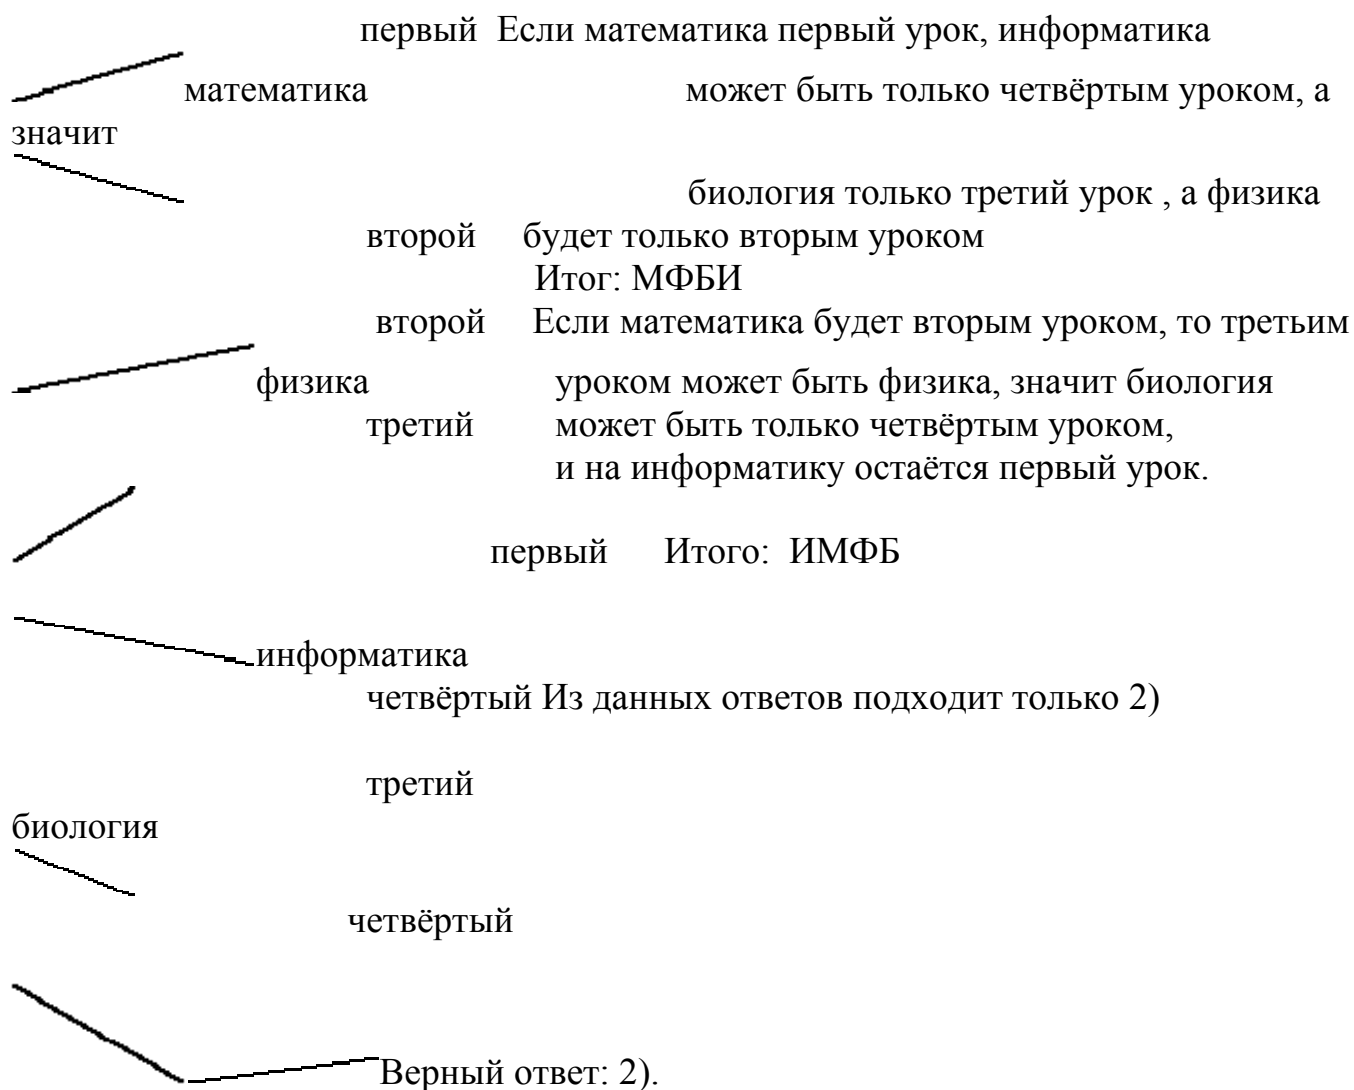 первый Если математика первый урок, информатика
математика может быть только четвёртым уроком, а
значит
биология только третий урок , а физика
второй будет только вторым уроком
Итог: МФБИ
второй Если математика будет вторым уроком, то третьим
физика уроком может быть физика, значит биология
третий может быть только четвёртым уроком,
и на информатику остаётся первый урок.
первый Итого: ИМФБ
информатика
четвёртый Из данных ответов подходит только 2)
третий
биология
четвёртый
Верный ответ: 2).